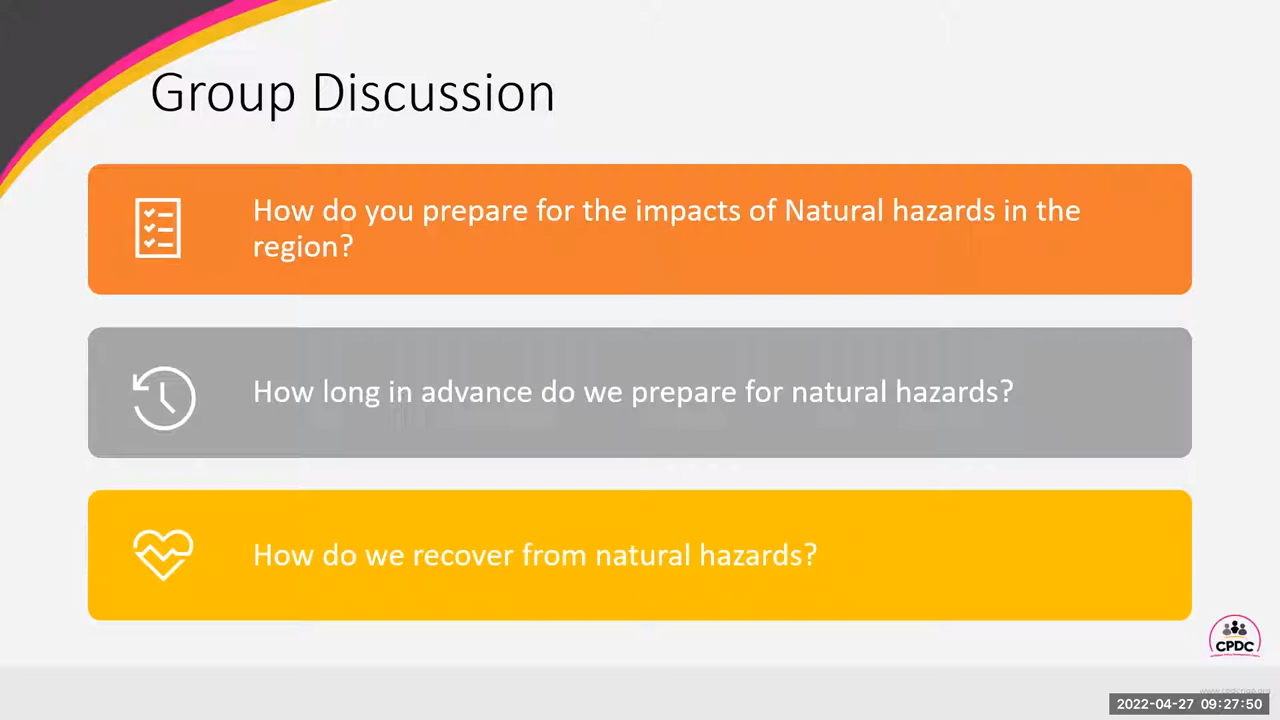 Group Discussion
How do you prepare for the impacts of Natural hazards in the
region?
How long in advance do we prepare for natural hazards?
How do we recover from natural hazards?
CPDC
2022-04-27 09:27:50